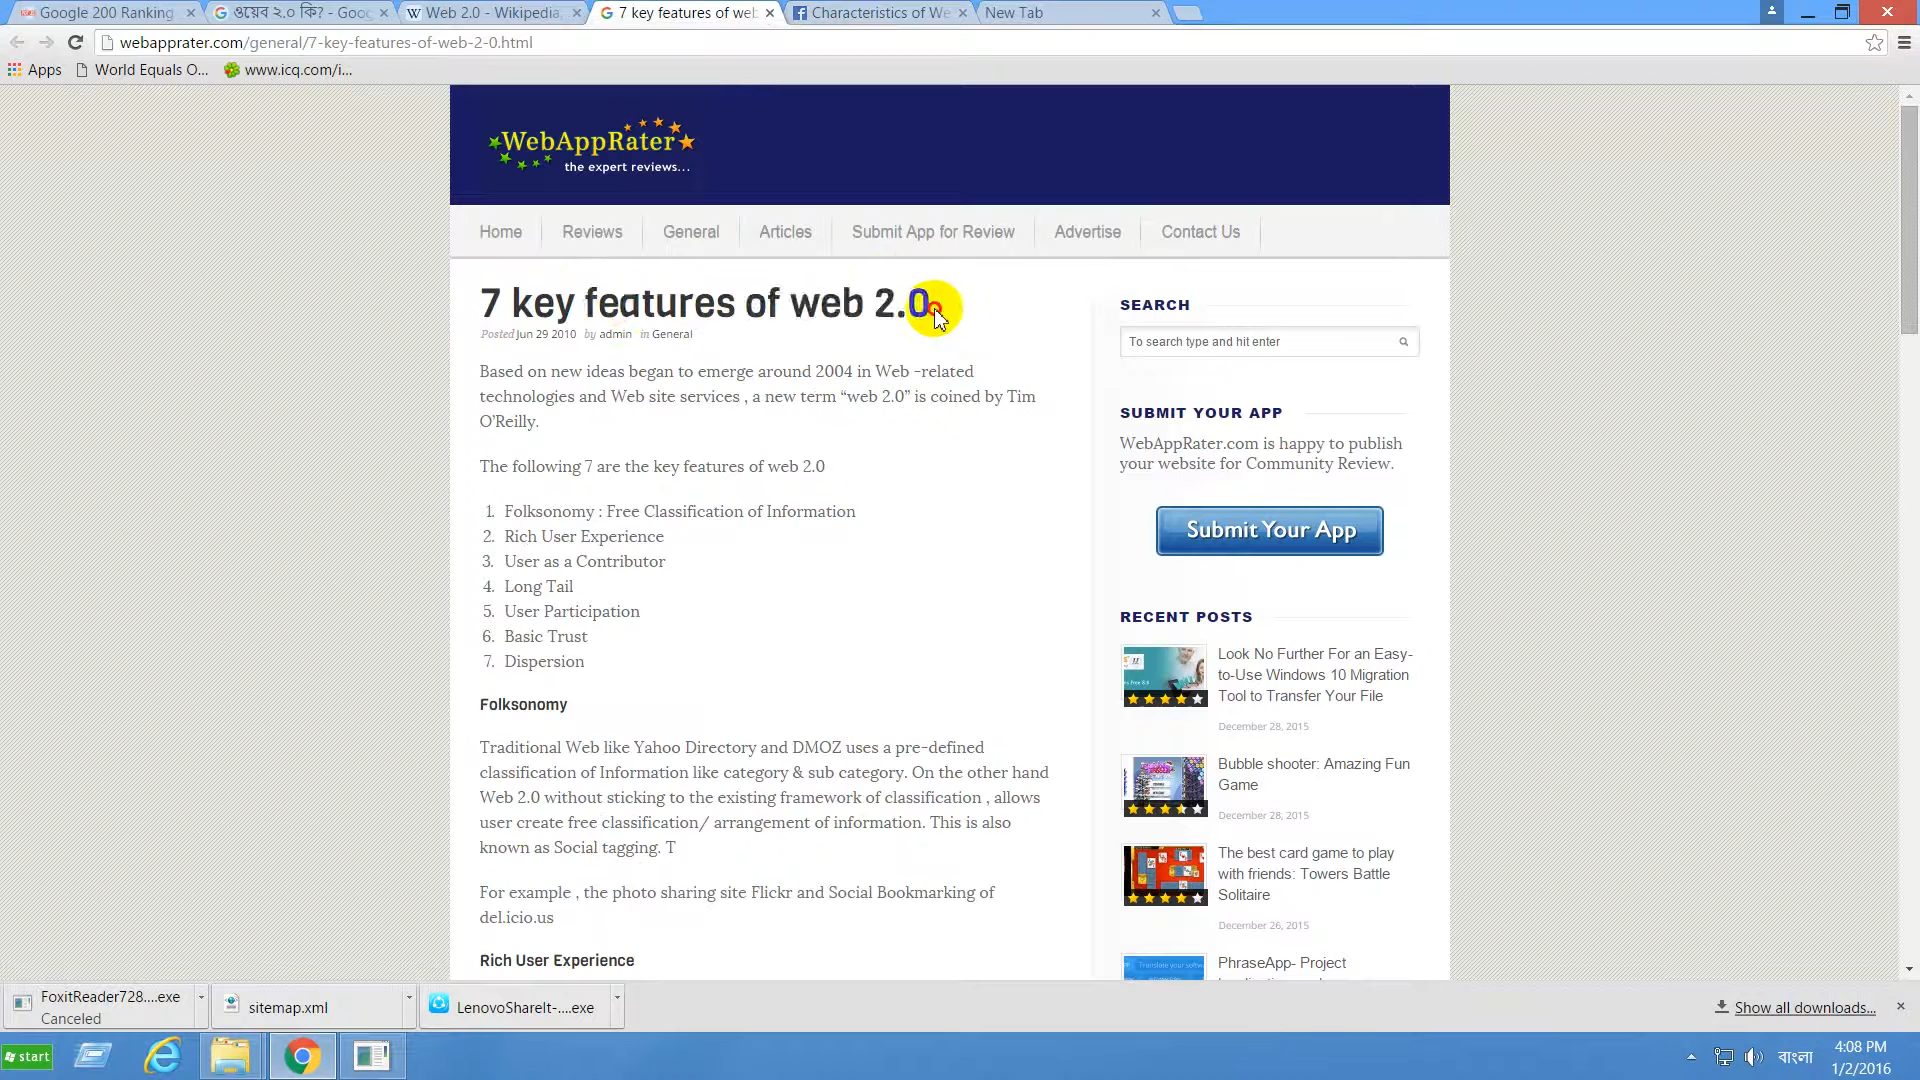 Google 200 Ranking
ওয়েব ২.০ কি? - Goog
Web 2.0 - Wikipedia,
7 key features of web
Characteristics of We
New Tab
webapprater.com/general/7-key-features-of-web-2-0.html
Apps
World Equals O...
www.icq.com/i...
WebAppRater
the expert reviews...
Home
Reviews
General
Articles
Submit App for Review
Advertise
Contact Us
7 key features of web 2.0
Posted Jun 29 2010 by admin in General
Based on new ideas began to emerge around 2004 in Web -related
technologies and Web site services , a new term “web 2.0” is coined by Tim
O’Reilly.
The following 7 are the key features of web 2.0
1. Folksonomy : Free Classification of Information
2. Rich User Experience
3. User as a Contributor
4. Long Tail
5. User Participation
6. Basic Trust
7. Dispersion
Folksonomy
Traditional Web like Yahoo Directory and DMOZ uses a pre-defined
classification of Information like category & sub category. On the other hand
Web 2.0 without sticking to the existing framework of classification , allows
user create free classification/ arrangement of information. This is also
known as Social tagging. T
For example , the photo sharing site Flickr and Social Bookmarking of
del.icio.us
Rich User Experience
SEARCH
To search type and hit enter
SUBMIT YOUR APP
WebAppRater.com is happy to publish
your website for Community Review.
Submit Your App
RECENT POSTS
Look No Further For an Easy-
to-Use Windows 10 Migration
Tool to Transfer Your File
December 28, 2015
Bubble shooter: Amazing Fun
Game
December 28, 2015
The best card game to play
with friends: Towers Battle
Solitaire
December 26, 2015
PhraseApp- Project
FoxitReader728....exe
Canceled
sitemap.xml
LenovoShareIt-....exe
Show all downloads...
start
বাংলা
4:08 PM
1/2/2016